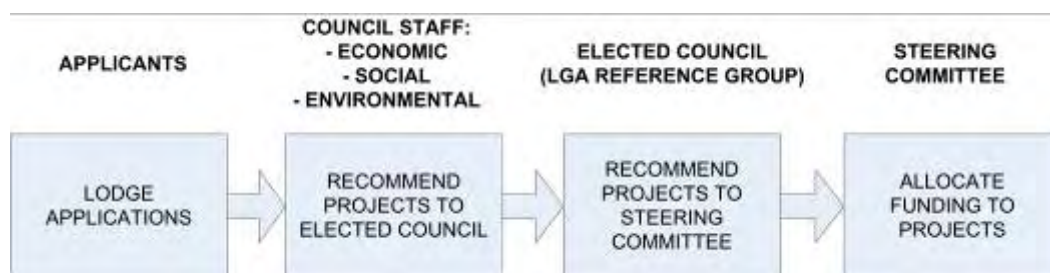 APPLICANTS
COUNCIL STAFF:
- ECONOMIC
- SOCIAL
- ENVIRONMENTAL
ELECTED COUNCIL
(LGA REFERENCE GROUP)
STEERING
COMMITTEE
LODGE
APPLICATIONS
RECOMMEND
PROJECTS TO
ELECTED COUNCIL
RECOMMEND
PROJECTS TO
STEERING
COMMITTEE
ALLOCATE
FUNDING TO
PROJECTS